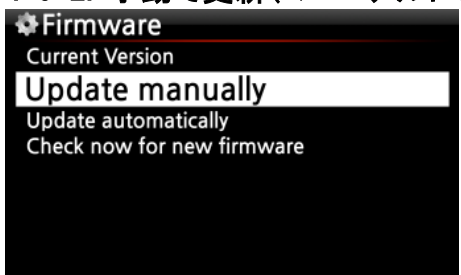 Firmware
Current Version
Update manually
Update automatically
Check now for new firmware